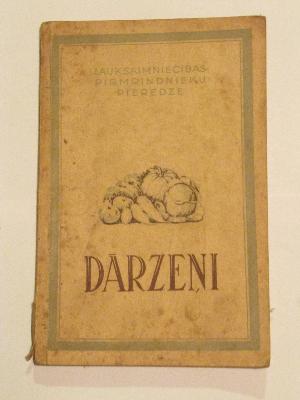 LAUKSAIMNIECĪBAS
PIRMRINDNIEKU
PIEREDZE
DĀRZEŅI